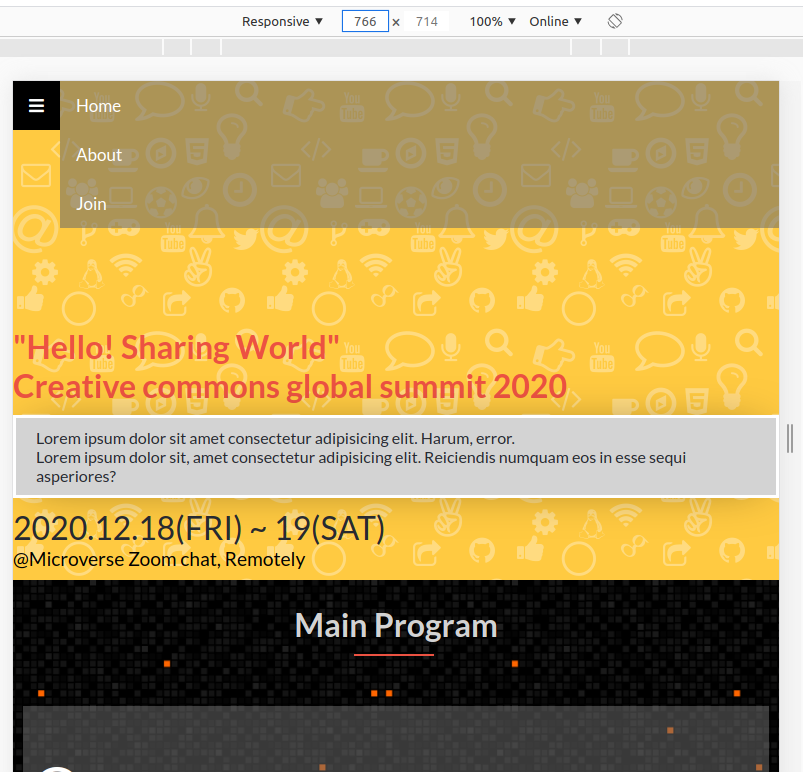 Responsive ▼ 766 × 714 100% ▼ Online ▼
Home
About
Join
"Hello! Sharing World"
Creative commons global summit 2020
Lorem ipsum dolor sit amet consectetur adipisicing elit. Harum, error.
Lorem ipsum dolor sit, amet consectetur adipisicing elit. Reiciendis numquam eos in esse sequi
asperiores?
2020.12.18(FRI) ~ 19(SAT)
@Microverse Zoom chat, Remotely
Main Program